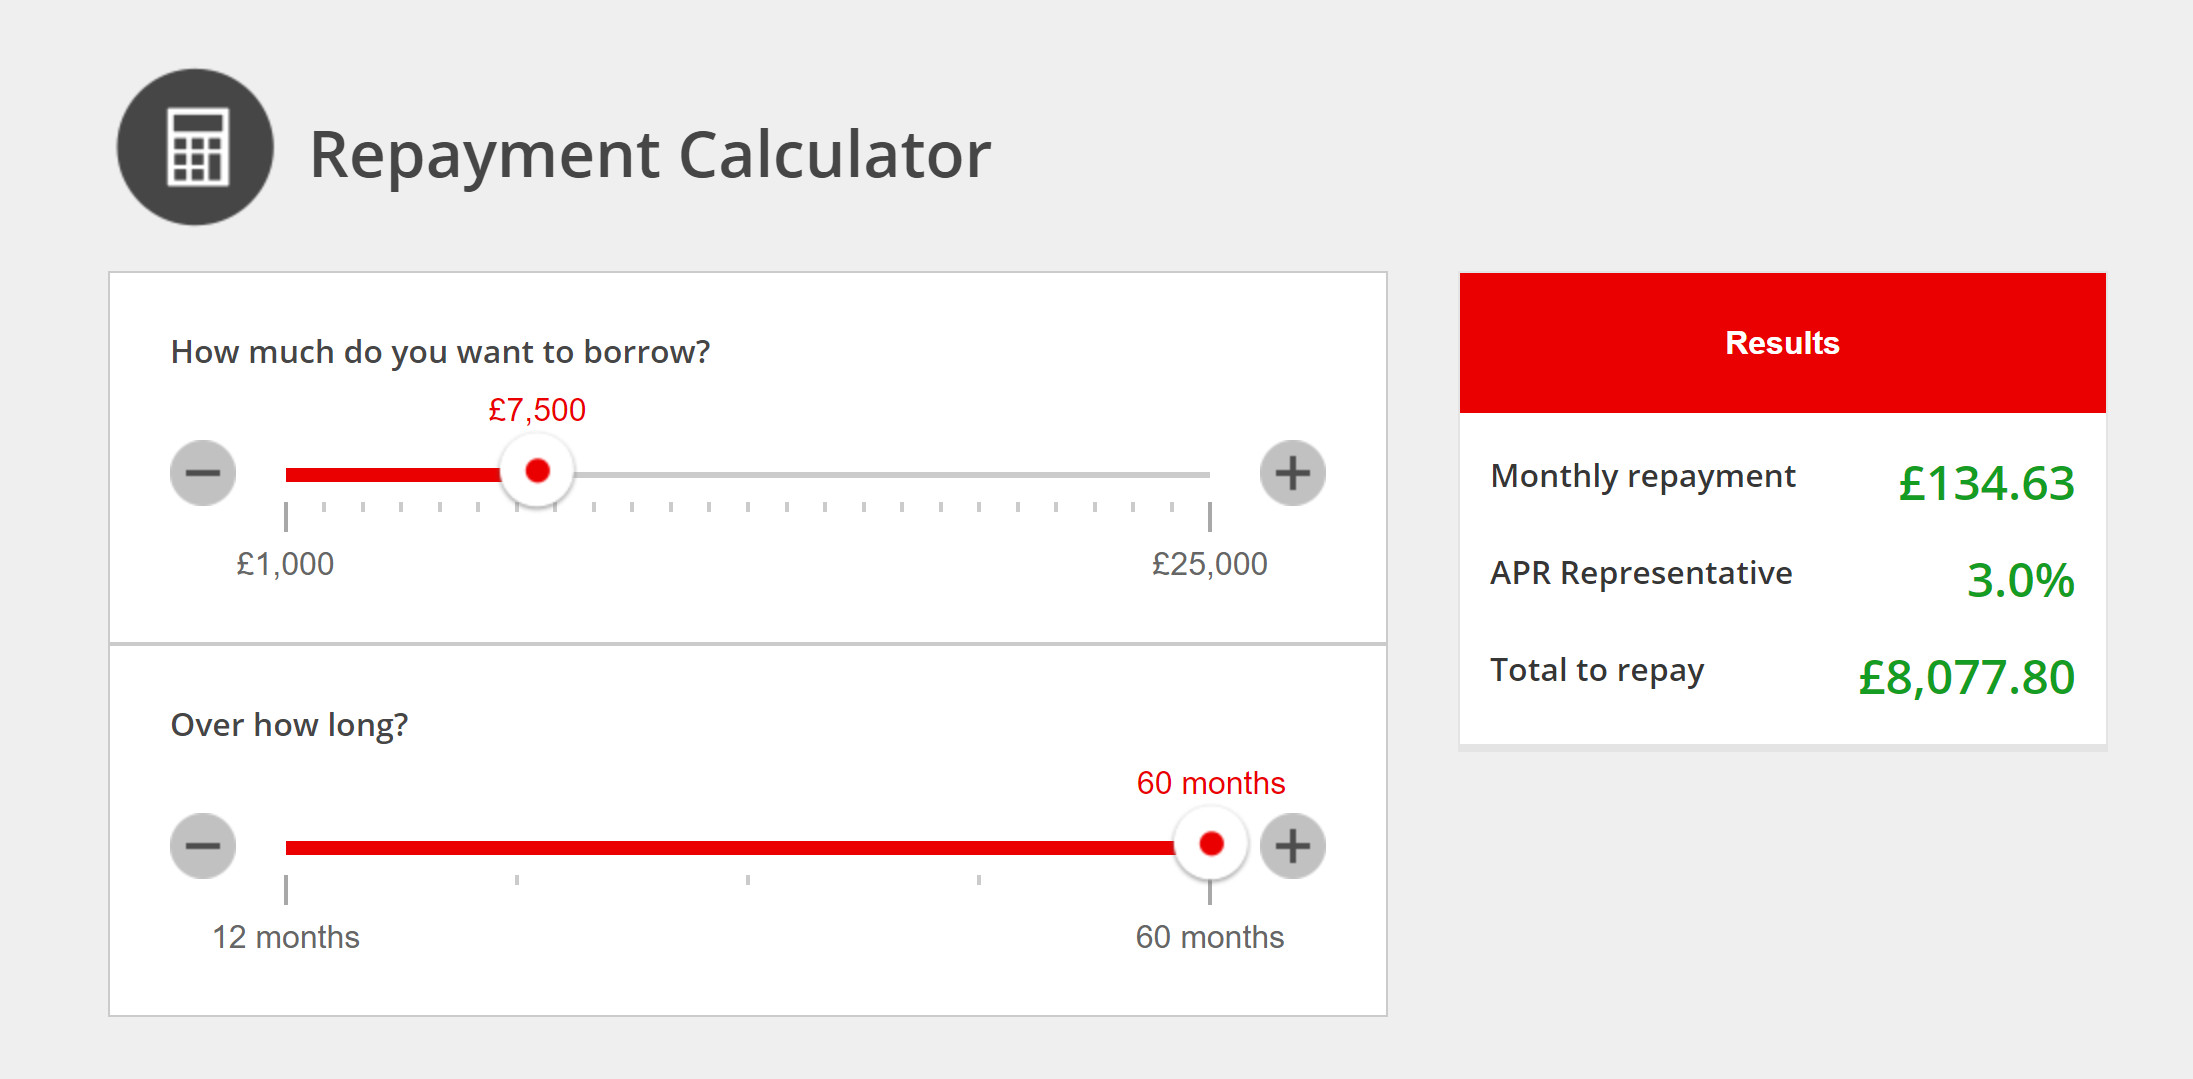 Repayment Calculator
How much do you want to borrow?
£7,500
£1,000 £25,000
Over how long?
60 months
12 months 60 months
Results
Monthly repayment £134.63
APR Representative 3.0%
Total to repay £8,077.80